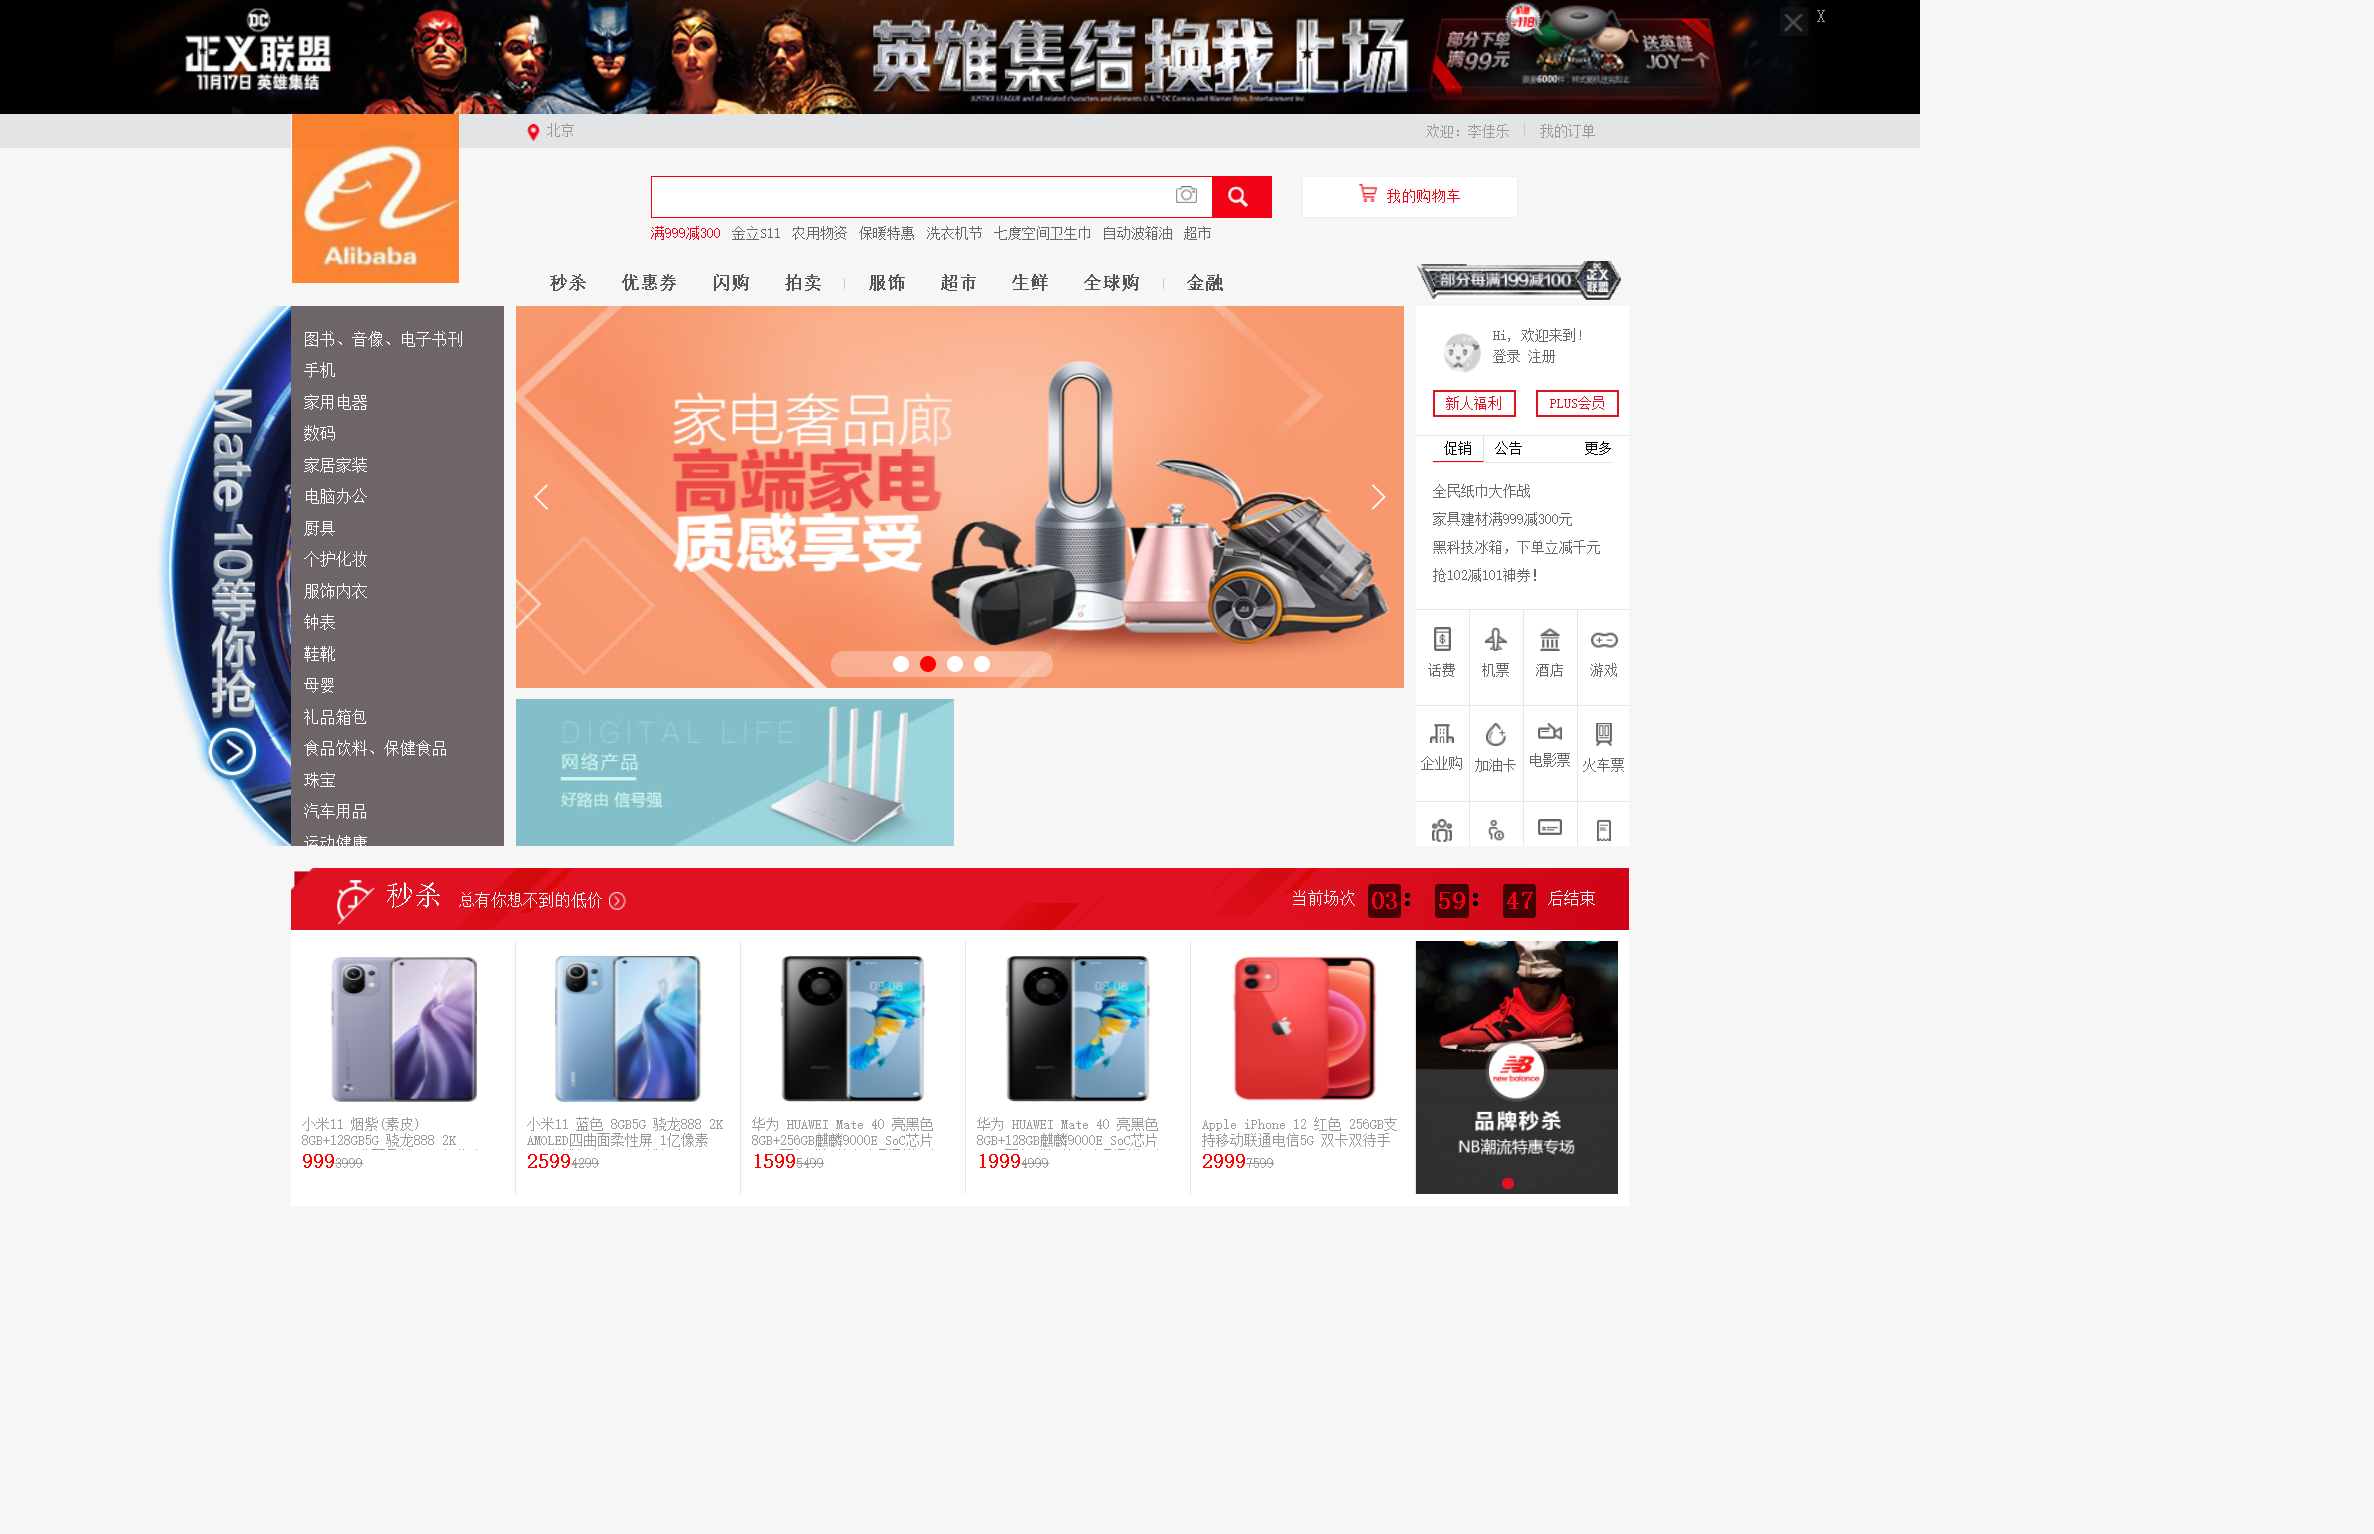 DC
正义联盟
11月17日 英雄集结
英雄集结 换我上场
JUSTICE LEAGUE and all related characters and elements © & ™ DC Comics and Warner Bros. Entertainment Inc
部分下单
满99元
送英雄
JOY一个
X
北京
欢迎：李佳乐
我的订单
Alibaba
我的购物车
满999减300 金立S11 农用物资 保暖特惠 洗衣机节 七度空间卫生巾 自动波箱油 超市
秒杀 优惠券 闪购 拍卖 服饰 超市 生鲜 全球购 金融
部分每满199减100
DC
正义
联盟
Mate 10等你抢
图书、音像、电子书刊
手机
家用电器
数码
家居家装
电脑办公
厨具
个护化妆
服饰内衣
钟表
鞋靴
母婴
礼品箱包
食品饮料、保健食品
珠宝
汽车用品
运动健康
家电奢品廊
高端家电
质感享受
DIGITAL LIFE
网络产品
好路由 信号强
Hi, 欢迎来到!
登录 注册
新人福利
PLUS会员
促销 公告 更多
全民纸巾大作战
家具建材满999减300元
黑科技冰箱，下单立减千元
抢102减101神券!
话费 机票 酒店 游戏
企业购 加油卡 电影票 火车票
秒杀
总有你想不到的低价
当前场次 03: 59: 47 后结束
小米11 烟紫(素皮)
8GB+128GB5G 骁龙888 2K
999 3999
小米11 蓝色 8GB5G 骁龙888 2K
AMOLED四曲面柔性屏 1亿像素
2599 4299
华为 HUAWEI Mate 40 亮黑色
8GB+256GB麒麟9000E SoC芯片
1599 5499
华为 HUAWEI Mate 40 亮黑色
8GB+128GB麒麟9000E SoC芯片
1999 4999
Apple iPhone 12 红色 256GB支
持移动联通电信5G 双卡双待手
2999 7599
new balance
品牌秒杀
NB潮流特惠专场